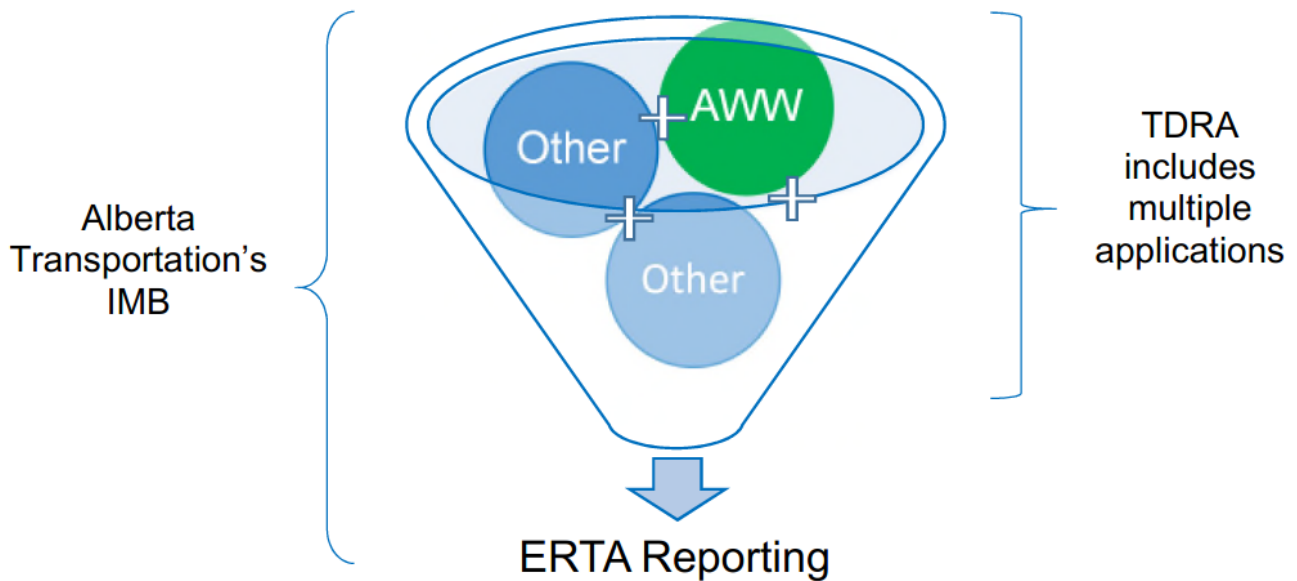 Alberta
Transportation’s
IMB
Other
AWW
Other
TDRA
includes
multiple
applications
ERTA Reporting